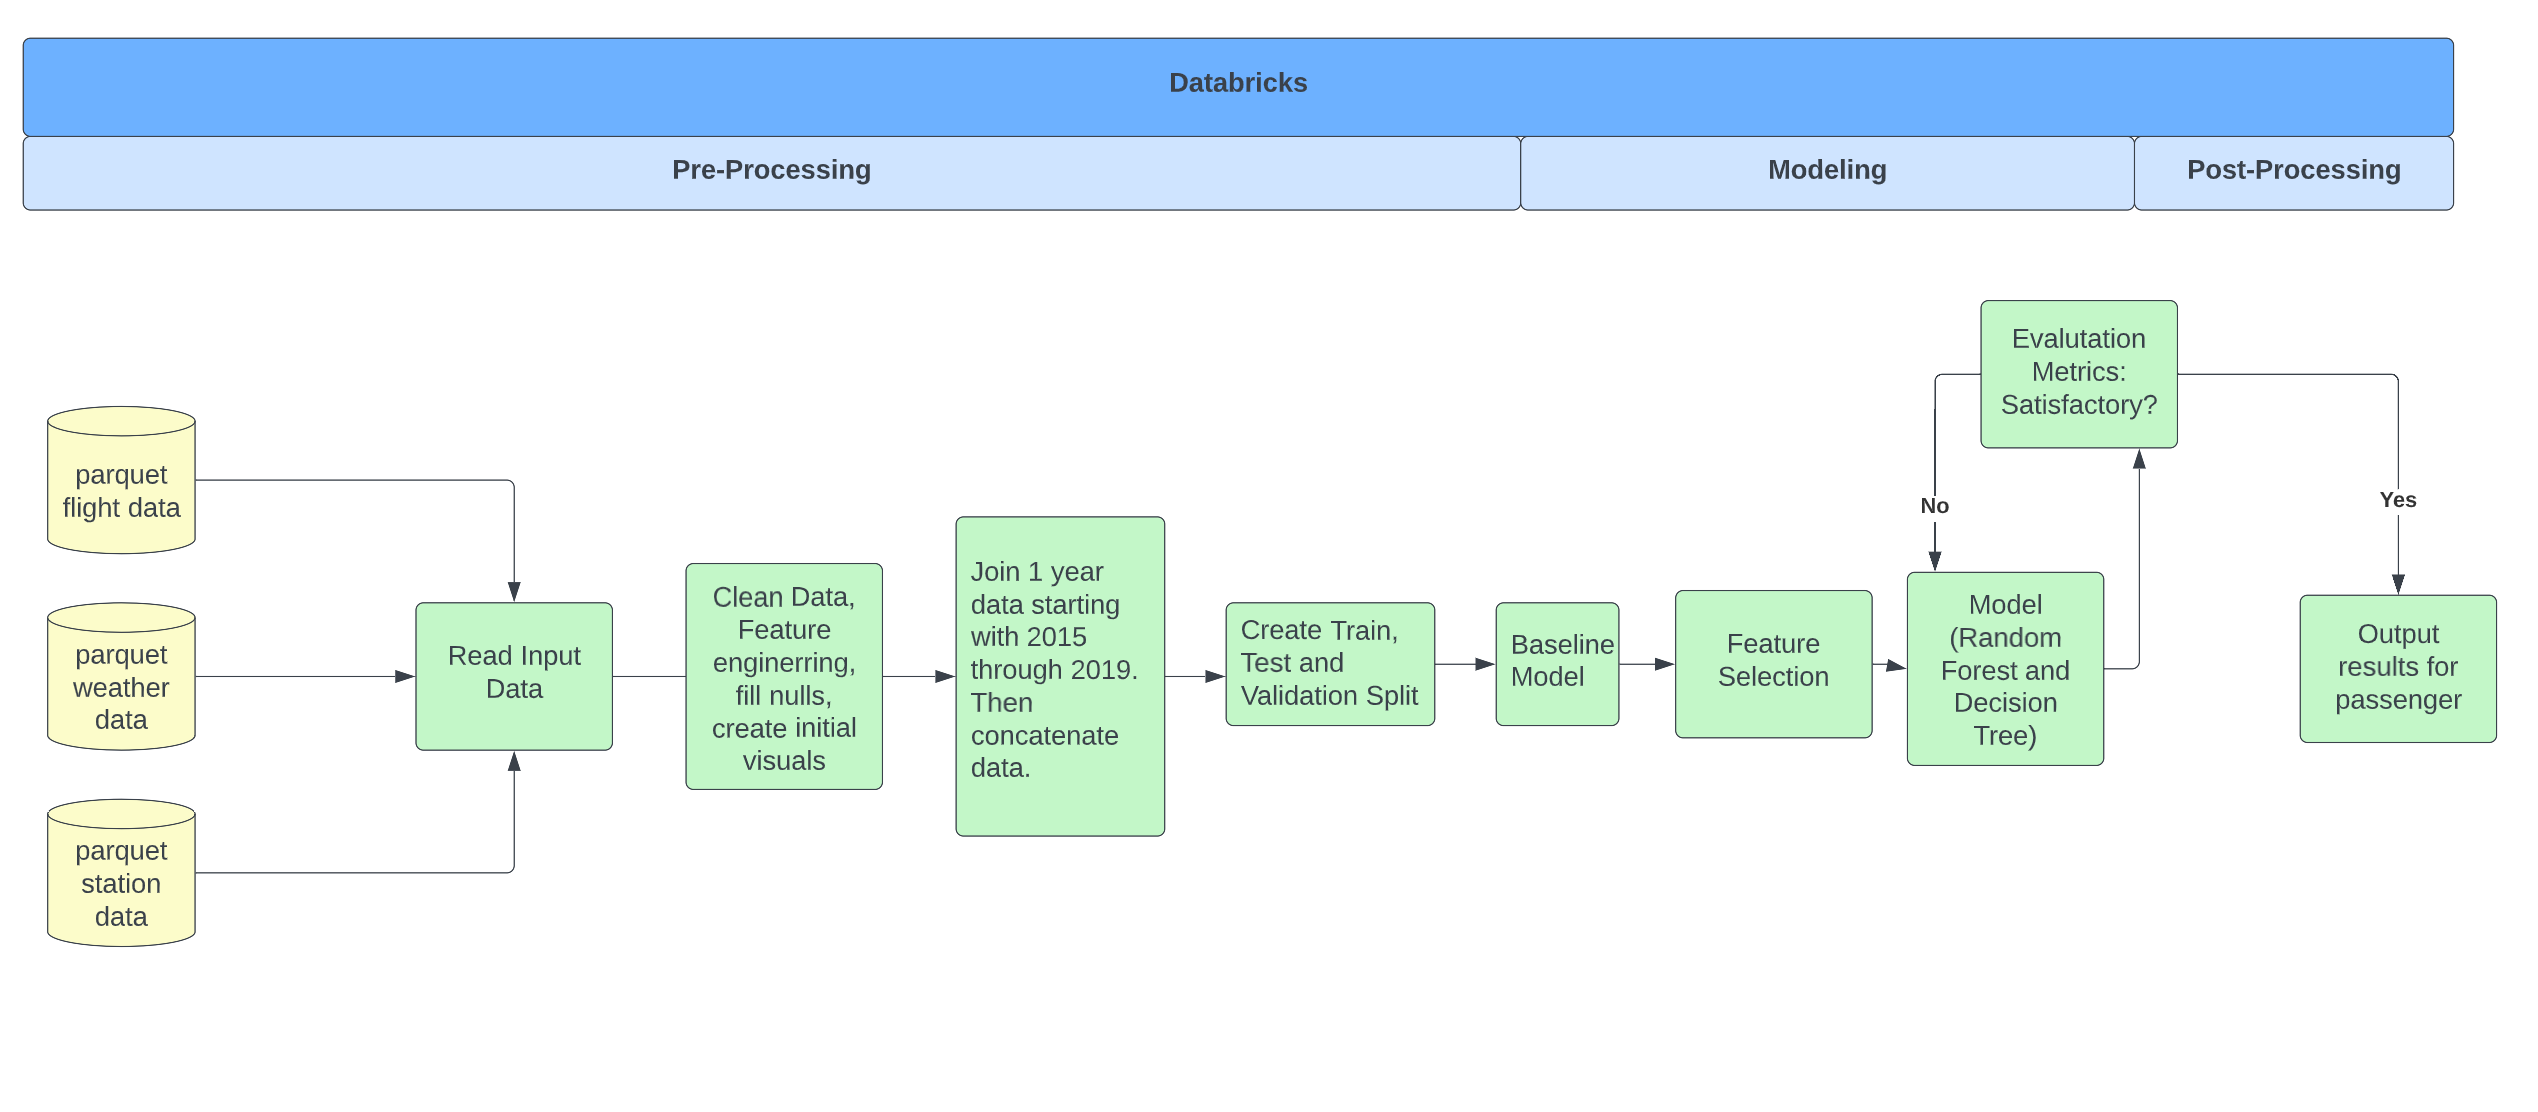 Databricks
Pre-Processing
Modeling
Post-Processing
parquet
flight data
parquet
weather
data
parquet
station
data
Read Input
Data
Clean Data,
Feature
enginerring,
fill nulls,
create initial
visuals
Join 1 year
data starting
with 2015
through 2019.
Then
concatenate
data.
Create Train,
Test and
Validation Split
Baseline
Model
Feature
Selection
Model
(Random
Forest and
Decision
Tree)
Evalutation
Metrics:
Satisfactory?
No
Yes
Output
results for
passenger